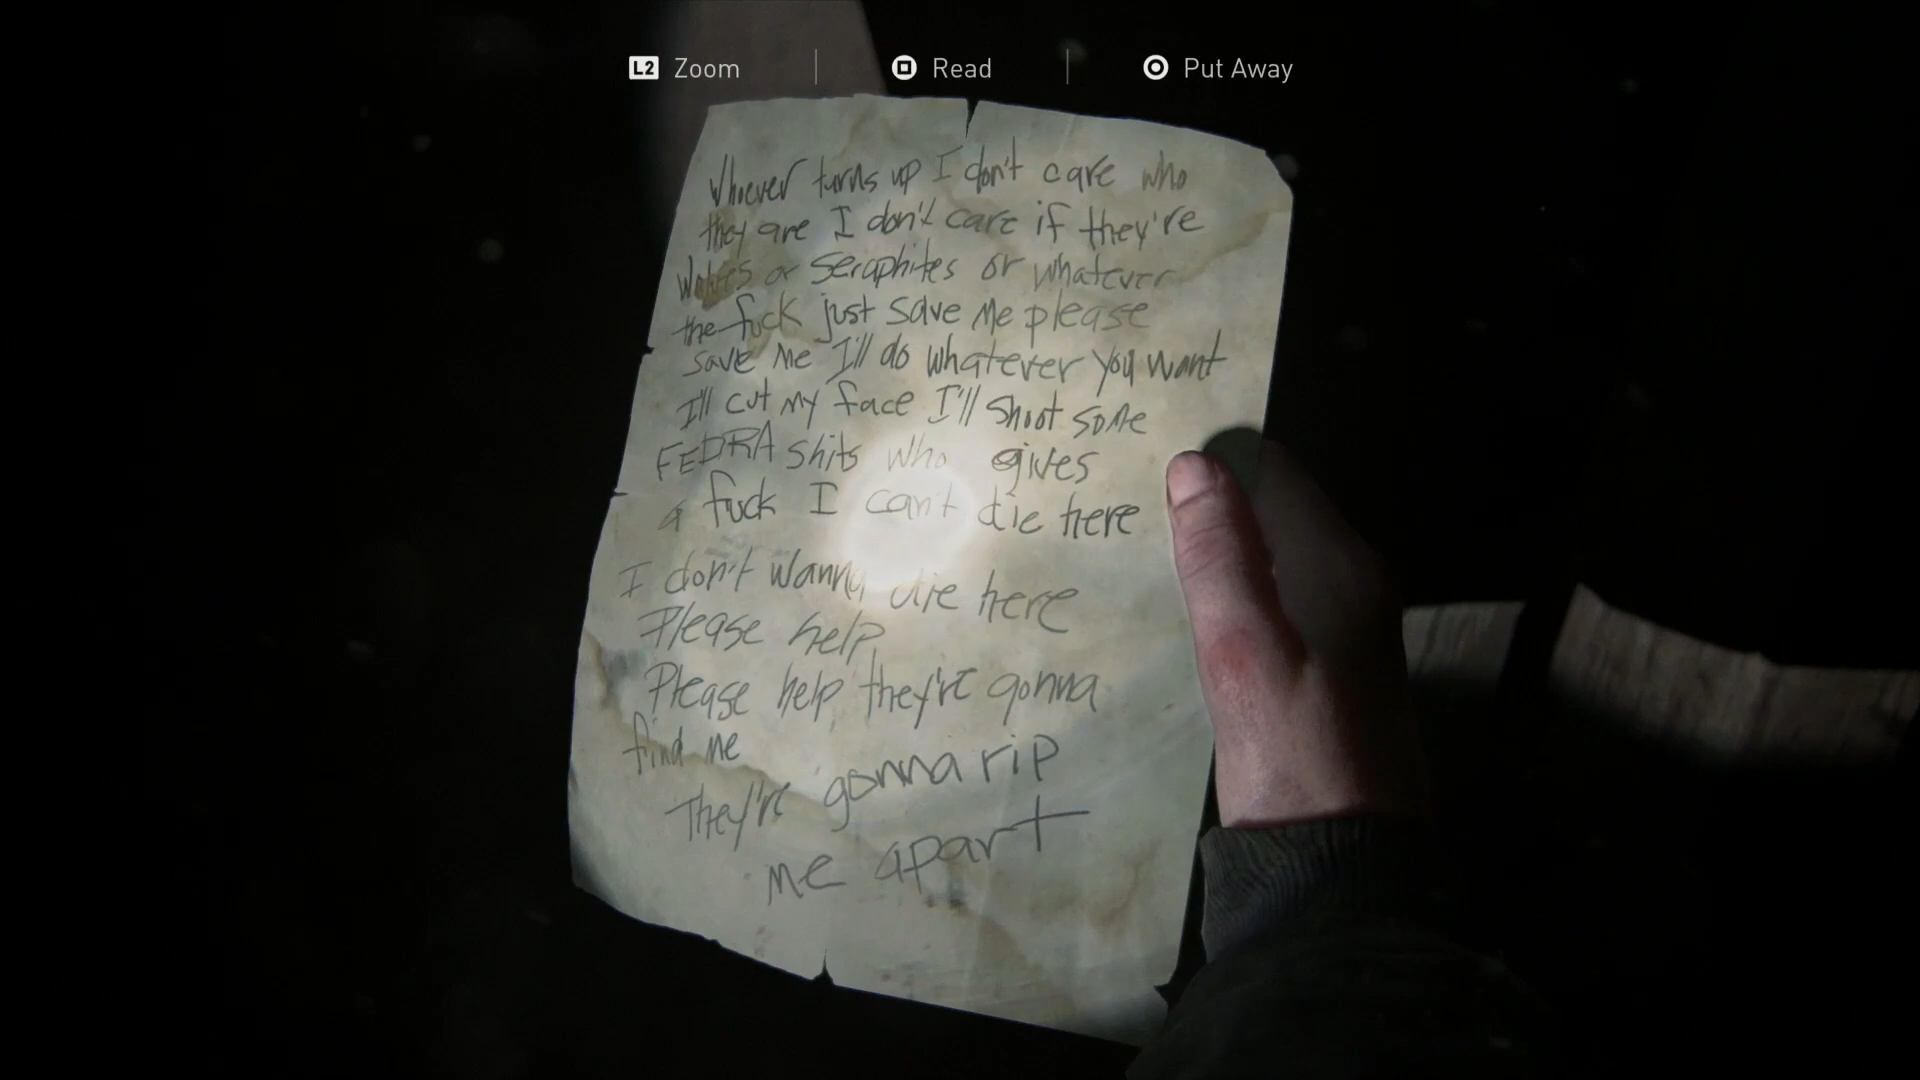 L2 Zoom | Read | Put Away
Whoever turns up I don't care who
they are I don't care if they're
Wolves or Seraphites or whatever
the fuck just save me please
save me I'll do whatever you want
I'll cut my face I'll shoot some
FEDRA shits who gives
a fuck I can't die here
I don't wanna die here
Please help
Please help they're gonna
find me
They're gonna rip
me apart